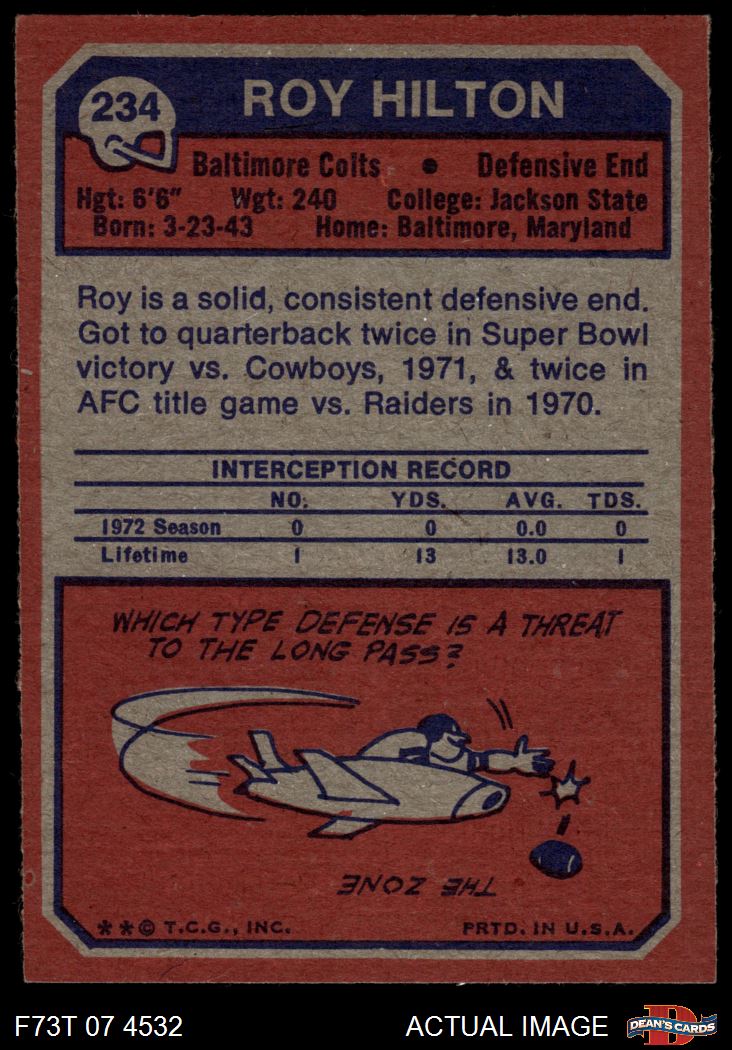 234
ROY HILTON
Baltimore Colts • Defensive End
Hgt: 6'6" Wgt: 240 College: Jackson State
Born: 3-23-43 Home: Baltimore, Maryland
Roy is a solid, consistent defensive end.
Got to quarterback twice in Super Bowl
victory vs. Cowboys, 1971, & twice in
AFC title game vs. Raiders in 1970.
INTERCEPTION RECORD
NO. YDS. AVG. TDS.
1972 Season 0 0 0.0 0
Lifetime 1 13 13.0 1
WHICH TYPE DEFENSE IS A THREAT
TO THE LONG PASS?
THE ZONE
**© T.C.G., INC. PRTD. IN U.S.A.
F73T 07 4532 ACTUAL IMAGE DEAN'S CARDS